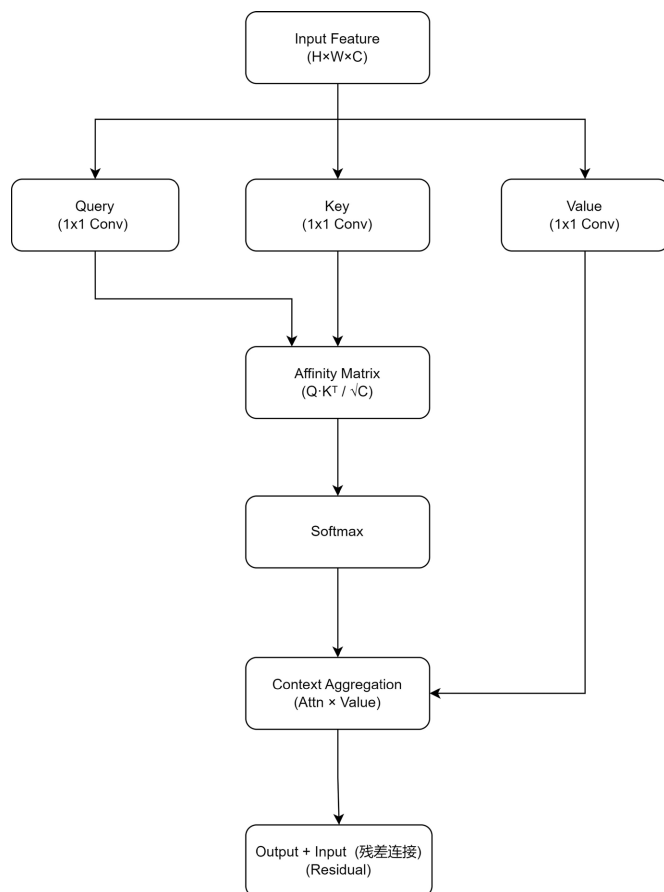 Input Feature
(H×W×C)
Query
(1x1 Conv)
Key
(1x1 Conv)
Value
(1x1 Conv)
Affinity Matrix
(Q·Kᵀ / √C)
Softmax
Context Aggregation
(Attn × Value)
Output + Input (残差连接)
(Residual)